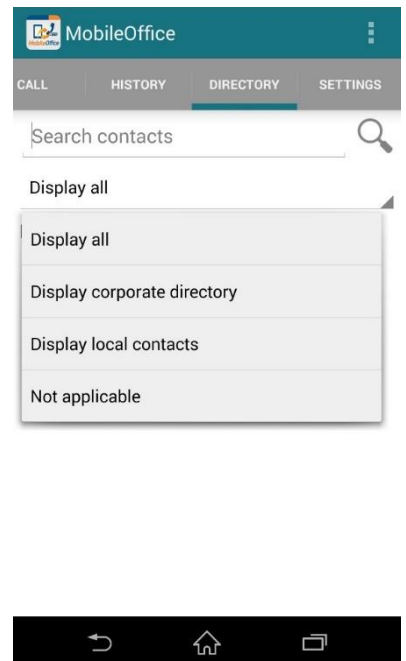 MobileOffice
MobileOffice
CALL HISTORY DIRECTORY SETTINGS
Search contacts
Display all
Display all
Display corporate directory
Display local contacts
Not applicable